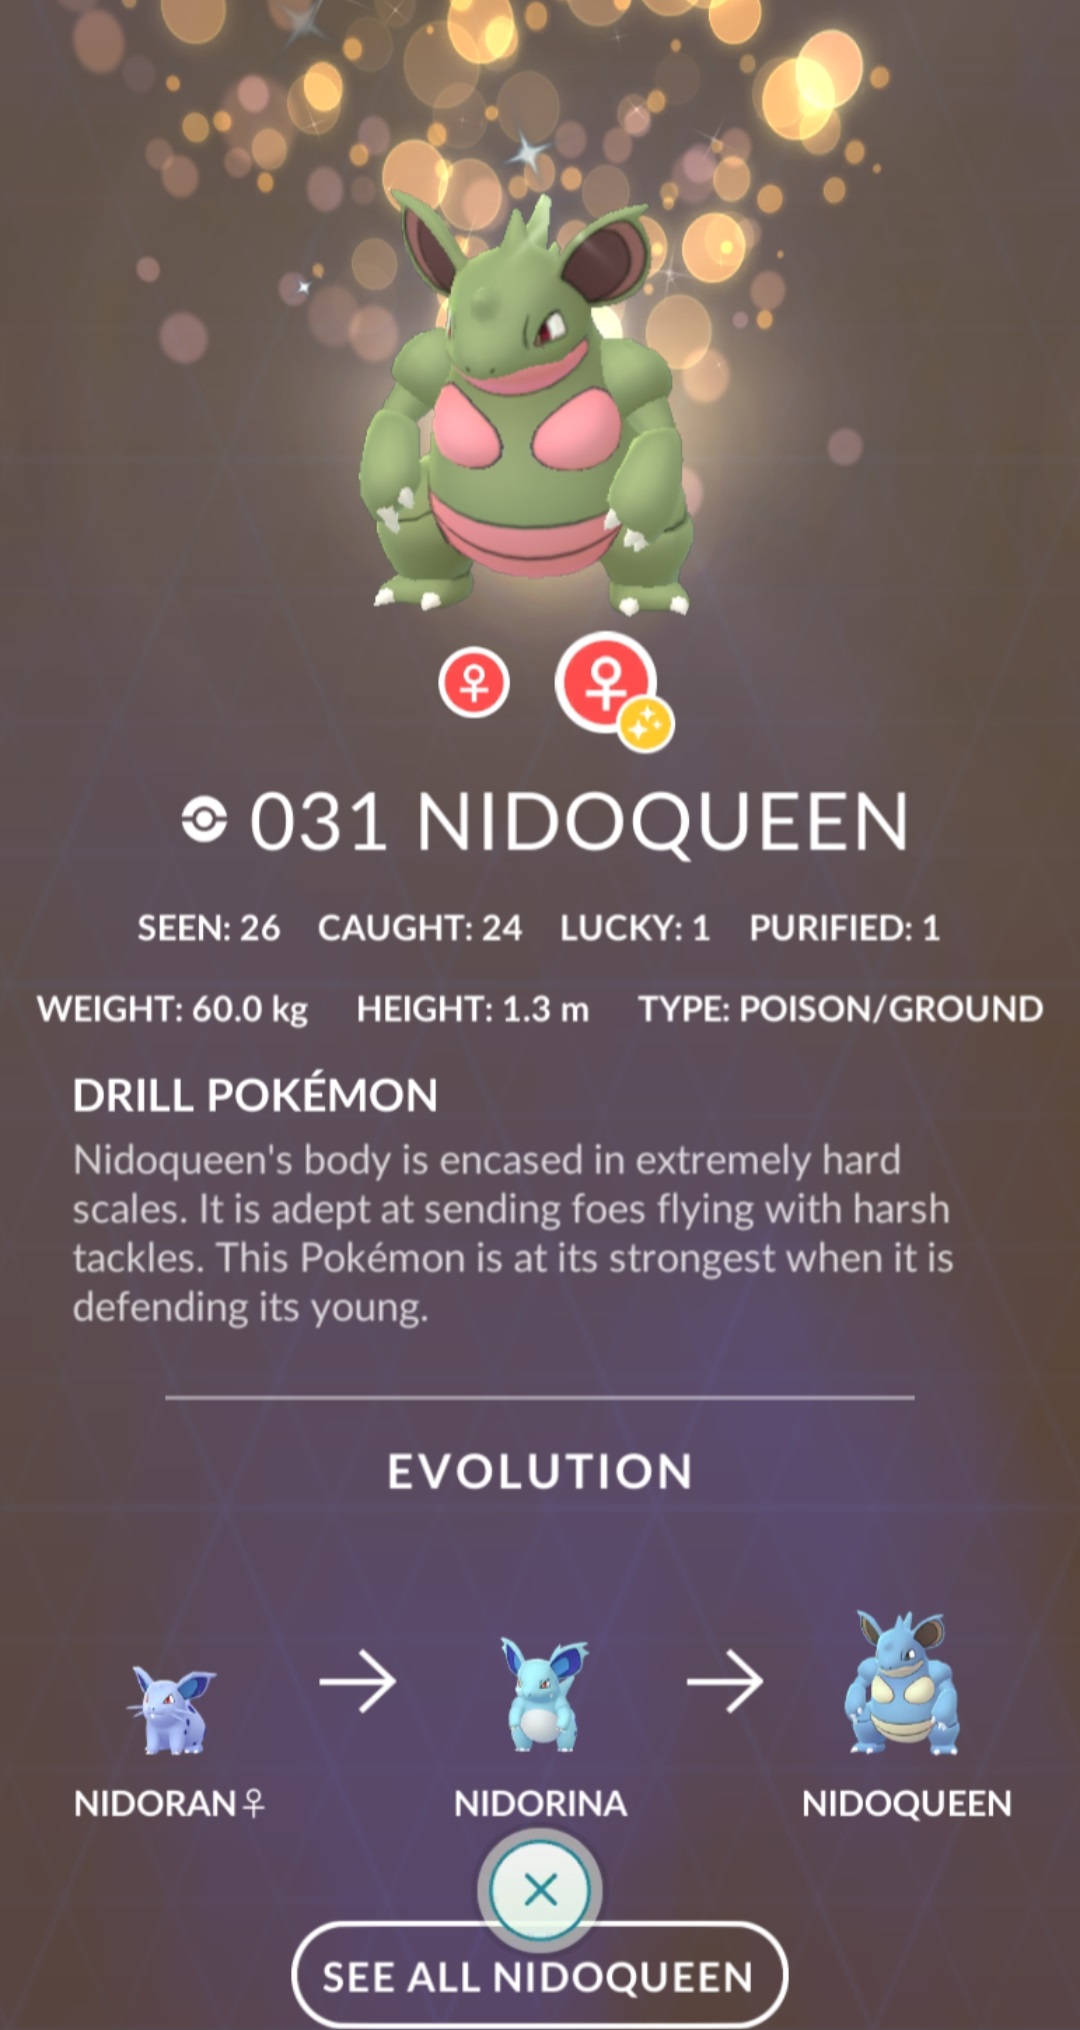 031 NIDOQUEEN
SEEN: 26 CAUGHT: 24 LUCKY: 1 PURIFIED: 1
WEIGHT: 60.0 kg HEIGHT: 1.3 m TYPE: POISON/GROUND
DRILL POKÉMON
Nidoqueen's body is encased in extremely hard
scales. It is adept at sending foes flying with harsh
tackles. This Pokémon is at its strongest when it is
defending its young.
EVOLUTION
NIDORAN♀ NIDORINA NIDOQUEEN
SEE ALL NIDOQUEEN